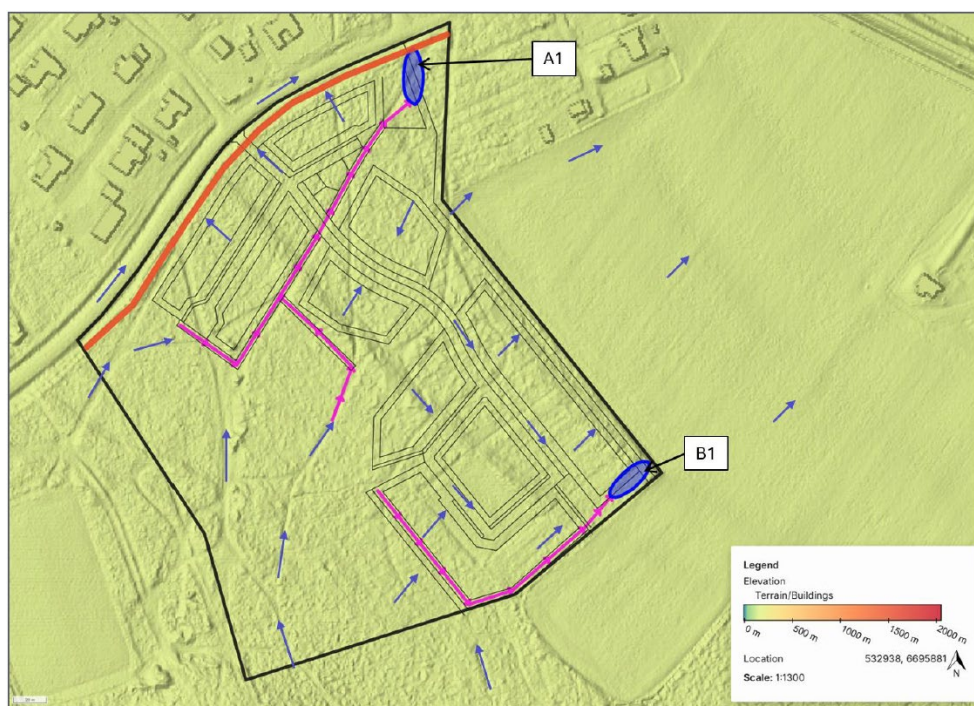 A1
B1
Legend
Elevation
Terrain/Buildings
0 m 500 m 1000 m 1500 m 2000 m
Location 532938, 6695881
Scale: 1:1300
N